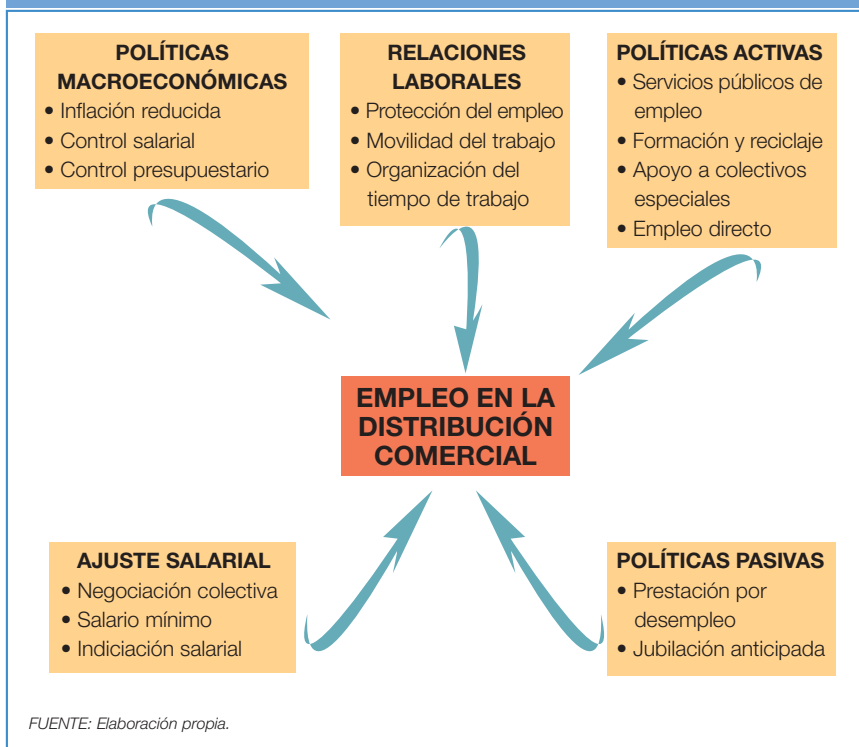 POLÍTICAS
MACROECONÓMICAS
• Inflación reducida
• Control salarial
• Control presupuestario
RELACIONES
LABORALES
• Protección del empleo
• Movilidad del trabajo
• Organización del
tiempo de trabajo
POLÍTICAS ACTIVAS
• Servicios públicos de
empleo
• Formación y reciclaje
• Apoyo a colectivos
especiales
• Empleo directo
EMPLEO EN LA
DISTRIBUCIÓN
COMERCIAL
AJUSTE SALARIAL
• Negociación colectiva
• Salario mínimo
• Indiciación salarial
POLÍTICAS PASIVAS
• Prestación por
desempleo
• Jubilación anticipada
FUENTE: Elaboración propia.